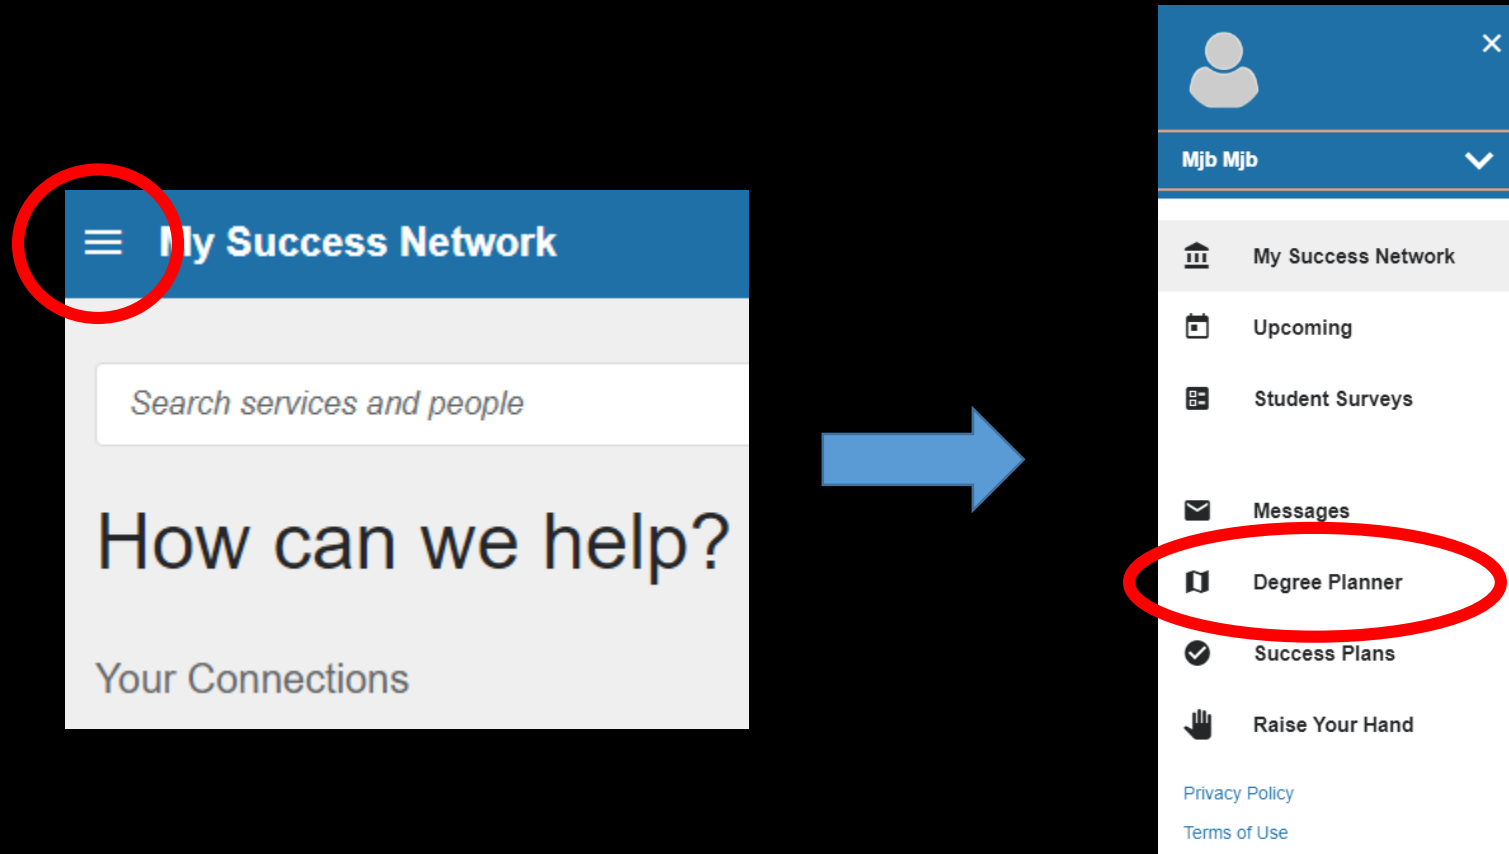 My Success Network
Search services and people
How can we help?
Your Connections
Mjb Mjb
My Success Network
Upcoming
Student Surveys
Messages
Degree Planner
Success Plans
Raise Your Hand
Privacy Policy
Terms of Use